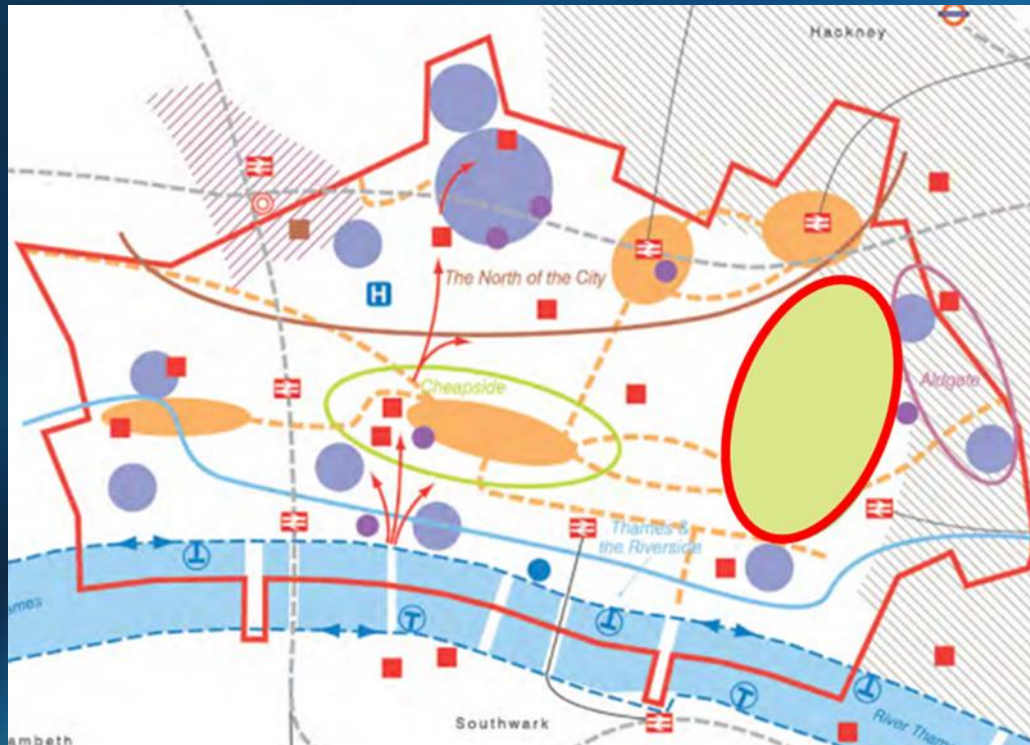 Hackney
The North of the City
H
Cheapside
Aldgate
Thames &
the Riverside
ames
Southwark
River Tham
ambeth